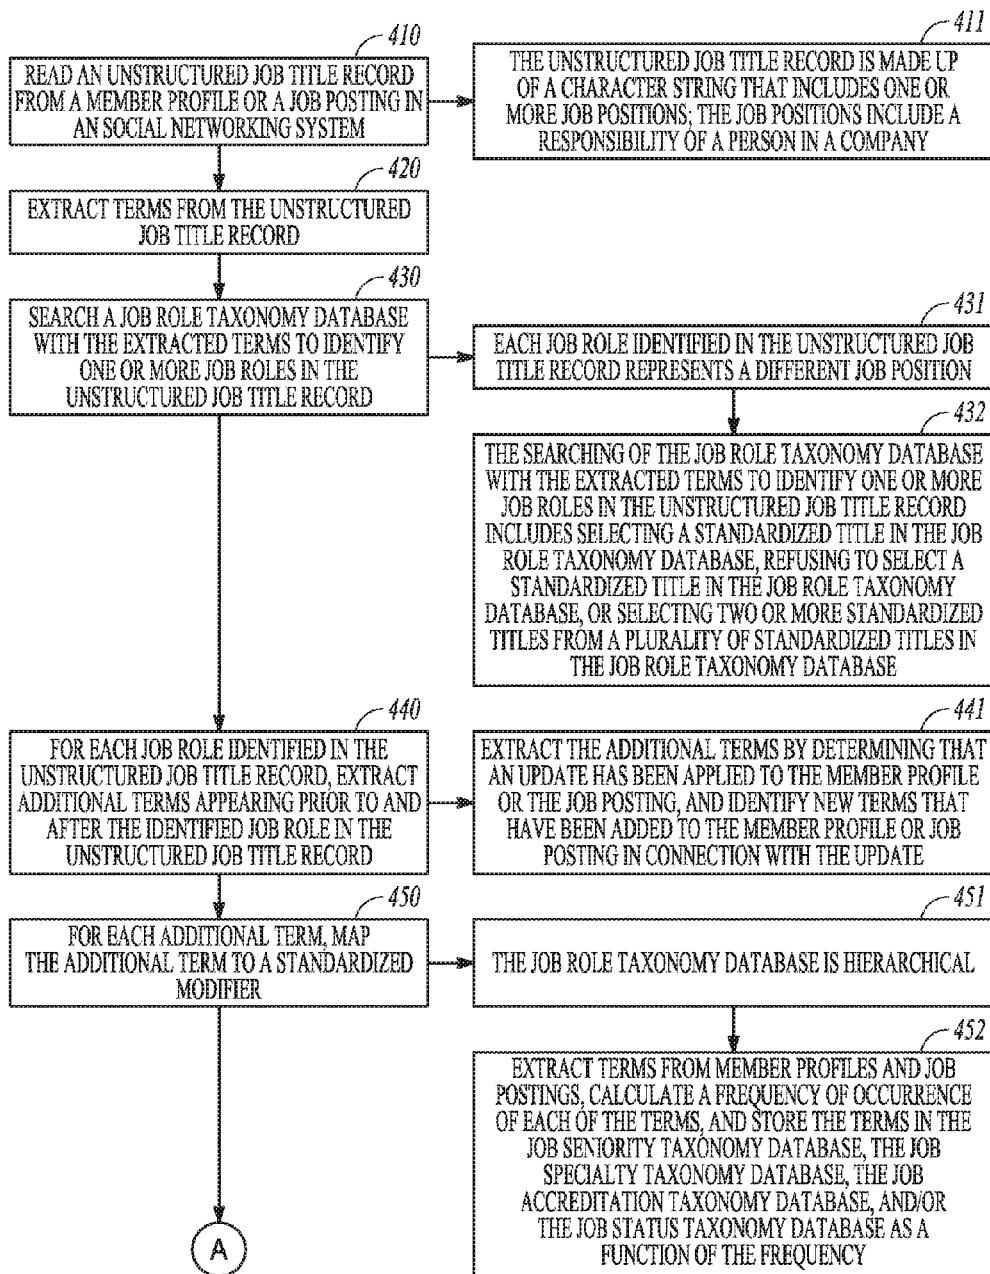 410
READ AN UNSTRUCTURED JOB TITLE RECORD
FROM A MEMBER PROFILE OR A JOB POSTING IN
AN SOCIAL NETWORKING SYSTEM
411
THE UNSTRUCTURED JOB TITLE RECORD IS MADE UP
OF A CHARACTER STRING THAT INCLUDES ONE OR
MORE JOB POSITIONS; THE JOB POSITIONS INCLUDE A
RESPONSIBILITY OF A PERSON IN A COMPANY
420
EXTRACT TERMS FROM THE UNSTRUCTURED
JOB TITLE RECORD
430
SEARCH A JOB ROLE TAXONOMY DATABASE
WITH THE EXTRACTED TERMS TO IDENTIFY
ONE OR MORE JOB ROLES IN THE
UNSTRUCTURED JOB TITLE RECORD
431
EACH JOB ROLE IDENTIFIED IN THE UNSTRUCTURED JOB
TITLE RECORD REPRESENTS A DIFFERENT JOB POSITION
432
THE SEARCHING OF THE JOB ROLE TAXONOMY DATABASE
WITH THE EXTRACTED TERMS TO IDENTIFY ONE OR MORE
JOB ROLES IN THE UNSTRUCTURED JOB TITLE RECORD
INCLUDES SELECTING A STANDARDIZED TITLE IN THE JOB
ROLE TAXONOMY DATABASE, REFUSING TO SELECT A
STANDARDIZED TITLE IN THE JOB ROLE TAXONOMY
DATABASE, OR SELECTING TWO OR MORE STANDARDIZED
TITLES FROM A PLURALITY OF STANDARDIZED TITLES IN
THE JOB ROLE TAXONOMY DATABASE
440
FOR EACH JOB ROLE IDENTIFIED IN THE
UNSTRUCTURED JOB TITLE RECORD, EXTRACT
ADDITIONAL TERMS APPEARING PRIOR TO AND
AFTER THE IDENTIFIED JOB ROLE IN THE
UNSTRUCTURED JOB TITLE RECORD
441
EXTRACT THE ADDITIONAL TERMS BY DETERMINING THAT
AN UPDATE HAS BEEN APPLIED TO THE MEMBER PROFILE
OR THE JOB POSTING, AND IDENTIFY NEW TERMS THAT
HAVE BEEN ADDED TO THE MEMBER PROFILE OR JOB
POSTING IN CONNECTION WITH THE UPDATE
450
FOR EACH ADDITIONAL TERM, MAP
THE ADDITIONAL TERM TO A STANDARDIZED
MODIFIER
451
THE JOB ROLE TAXONOMY DATABASE IS HIERARCHICAL
452
EXTRACT TERMS FROM MEMBER PROFILES AND JOB
POSTINGS, CALCULATE A FREQUENCY OF OCCURRENCE
OF EACH OF THE TERMS, AND STORE THE TERMS IN THE
JOB SENIORITY TAXONOMY DATABASE, THE JOB
SPECIALTY TAXONOMY DATABASE, THE JOB
ACCREDITATION TAXONOMY DATABASE, AND/OR
THE JOB STATUS TAXONOMY DATABASE AS A
FUNCTION OF THE FREQUENCY
A